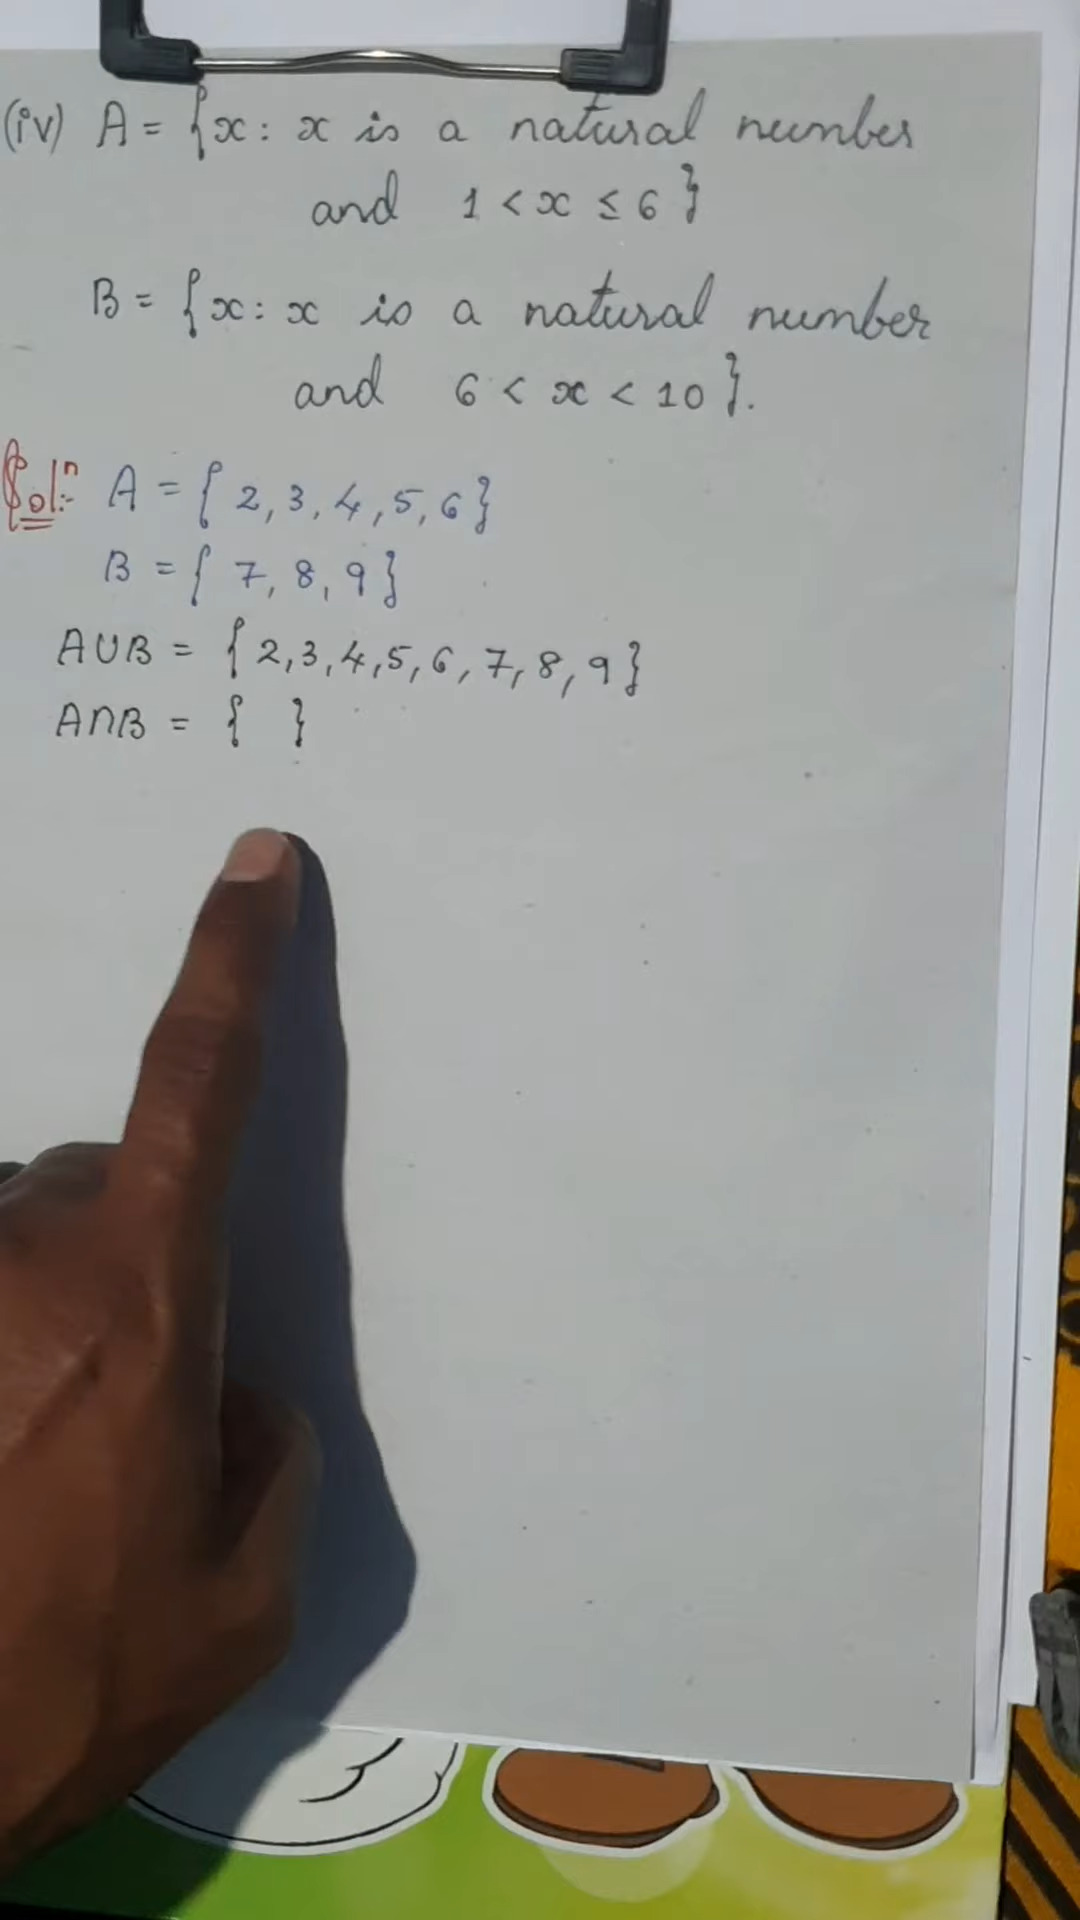 (iv) A = {x : x is a natural number
and 1 < x ≤ 6}
B = {x : x is a natural number
and 6 < x < 10}.
Solⁿ:- A = { 2, 3, 4, 5, 6}
B = { 7, 8, 9}
A∪B = { 2, 3, 4, 5, 6, 7, 8, 9}
A∩B = { }